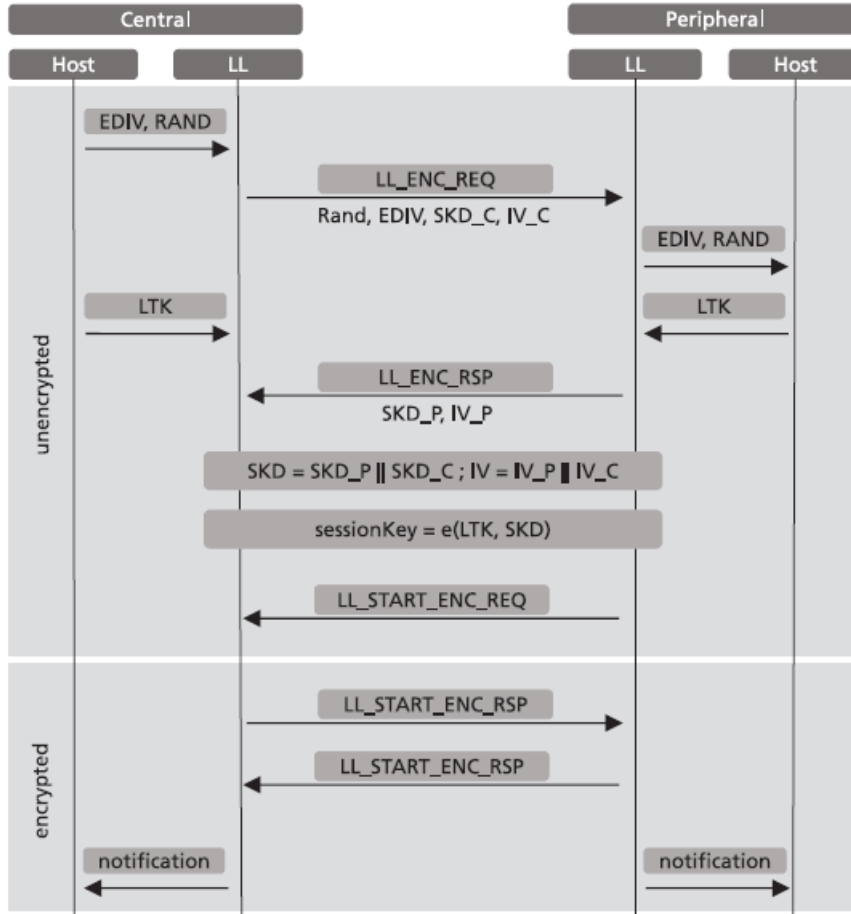 Central
Peripheral
Host
LL
LL
Host
EDIV, RAND
LL_ENC_REQ
Rand, EDIV, SKD_C, IV_C
EDIV, RAND
LTK
LTK
LL_ENC_RSP
SKD_P, IV_P
unencrypted
SKD = SKD_P || SKD_C ; IV = IV_P || IV_C
sessionKey = e(LTK, SKD)
LL_START_ENC_REQ
LL_START_ENC_RSP
LL_START_ENC_RSP
encrypted
notification
notification